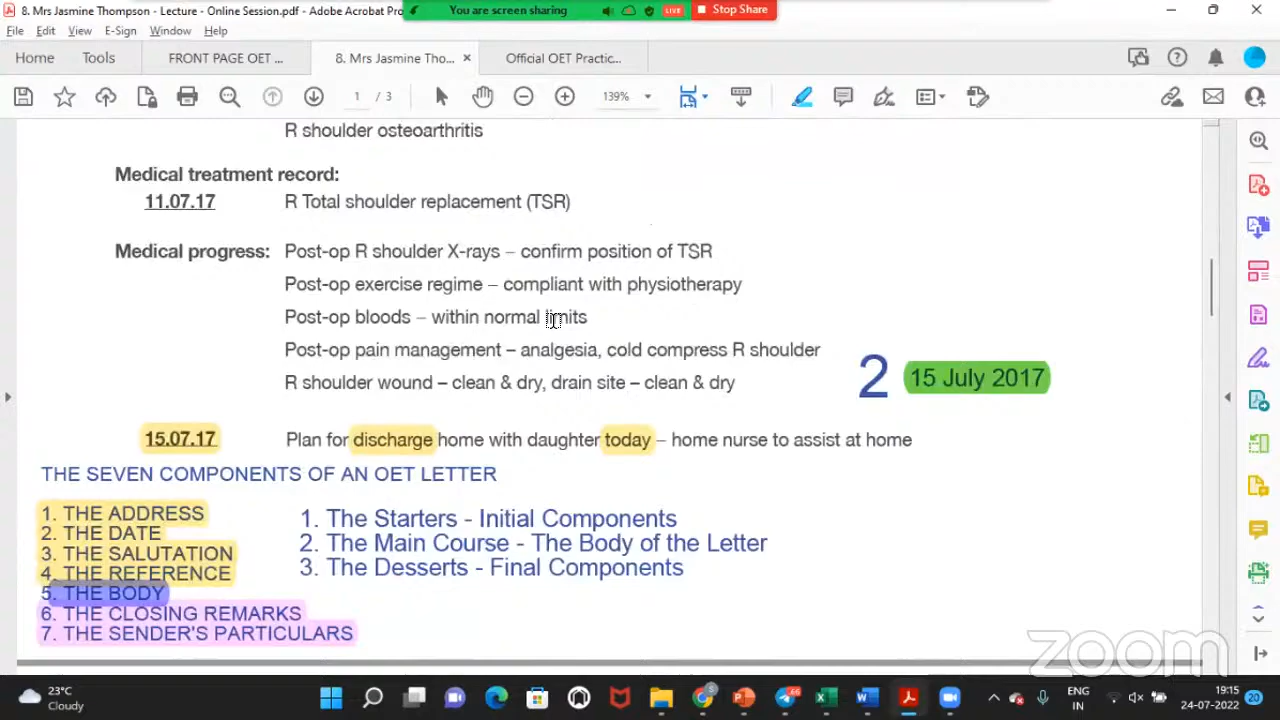 8. Mrs Jasmine Thompson - Lecture - Online Session.pdf - Adobe Acrobat Pro
You are screen sharing
LIVE
Stop Share
File Edit View E-Sign Window Help
Home Tools FRONT PAGE OET ... 8. Mrs Jasmine Tho... × Official OET Practic...
1 / 3 139%
R shoulder osteoarthritis
Medical treatment record:
11.07.17 R Total shoulder replacement (TSR)
Medical progress: Post-op R shoulder X-rays – confirm position of TSR
Post-op exercise regime – compliant with physiotherapy
Post-op bloods – within normal limits
Post-op pain management – analgesia, cold compress R shoulder
R shoulder wound – clean & dry, drain site – clean & dry
2 15 July 2017
15.07.17 Plan for discharge home with daughter today – home nurse to assist at home
THE SEVEN COMPONENTS OF AN OET LETTER
1. THE ADDRESS
2. THE DATE
3. THE SALUTATION
4. THE REFERENCE
5. THE BODY
6. THE CLOSING REMARKS
7. THE SENDER'S PARTICULARS
1. The Starters - Initial Components
2. The Main Course - The Body of the Letter
3. The Desserts - Final Components
zoom
23°C
Cloudy
ENG
IN
19:15
24-07-2022
20